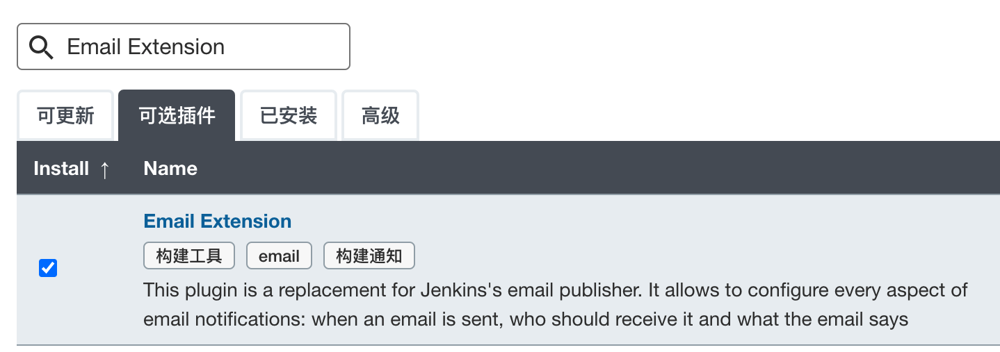 Email Extension
可更新 可选插件 已安装 高级
Install ↑ Name
Email Extension
构建工具 email 构建通知
This plugin is a replacement for Jenkins's email publisher. It allows to configure every aspect of
email notifications: when an email is sent, who should receive it and what the email says